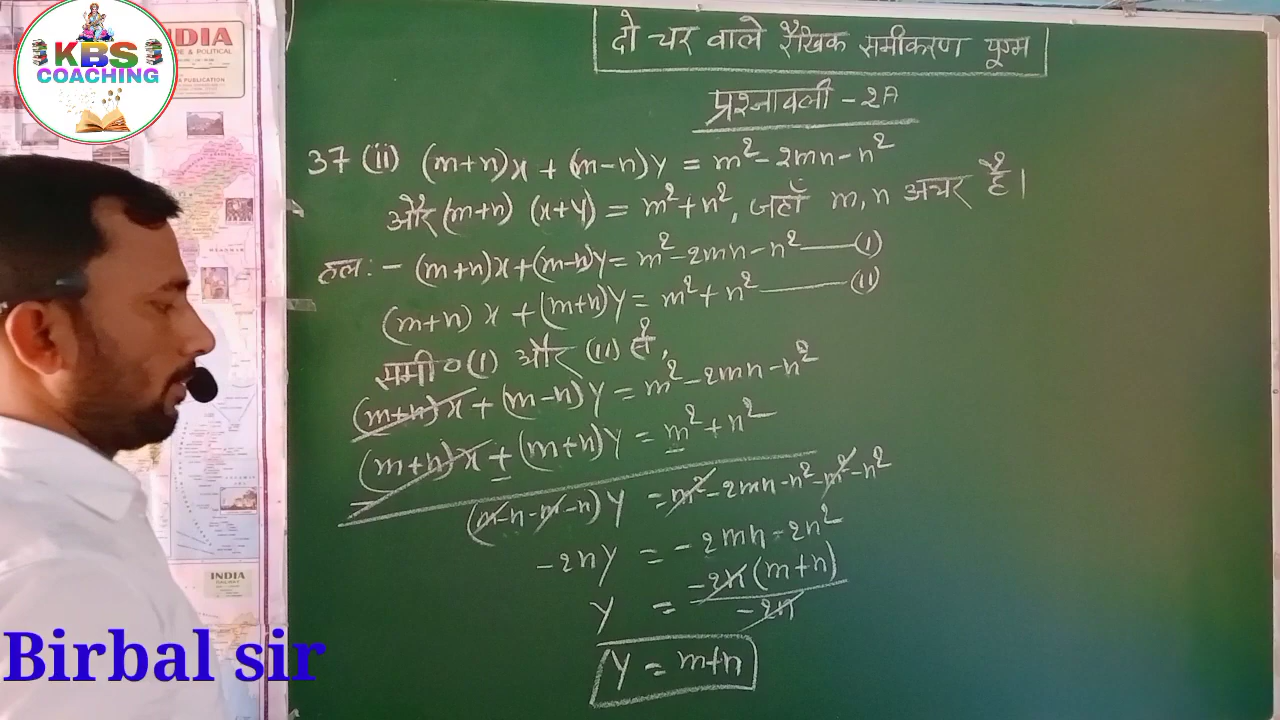 KBS
COACHING
INDIA
दो चर वाले रैखिक समीकरण युग्म
प्रश्नावली - 2A
37 (ii) (m+n)x + (m-n)y = m² - 2mn - n²
और (m+n) (x+y) = m² + n², जहाँ m, n अचर है।
हल: - (m+n)x + (m-n)y = m² - 2mn - n² —— (i)
(m+n) x + (m+n)y = m² + n² —— (ii)
समी० (i) और (ii) से,
(m+n)x + (m-n)y = m² - 2mn - n²
(m+n)x + (m+n)y = m² + n²
(m-n-m-n) y = m² - 2mn - n² - m² - n²
-2ny = -2mn - 2n²
y = -2n(m+n) / -2n
y = m+n
INDIA
Birbal sir